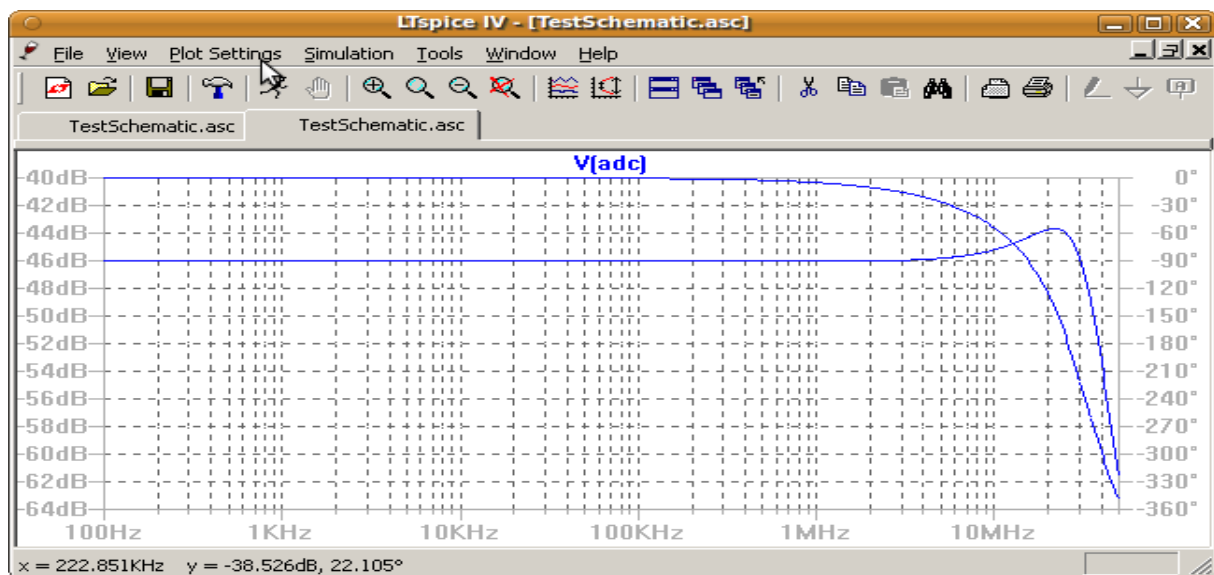 LTspice IV - [TestSchematic.asc]
File View Plot Settings Simulation Tools Window Help
TestSchematic.asc TestSchematic.asc
V(adc)
-40dB 0°
-42dB -30°
-44dB -60°
-46dB -90°
-48dB -120°
-50dB -150°
-52dB -180°
-54dB -210°
-56dB -240°
-58dB -270°
-60dB -300°
-62dB -330°
-64dB -360°
100Hz 1KHz 10KHz 100KHz 1MHz 10MHz
x = 222.851KHz y = -38.526dB, 22.105°